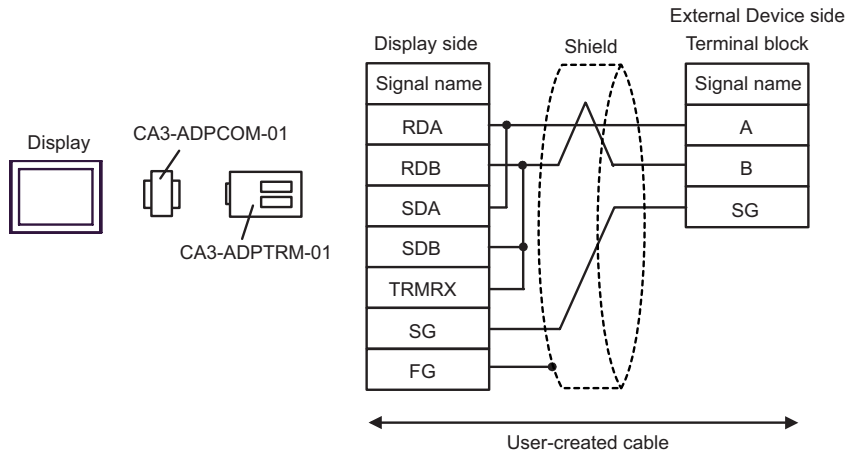 External Device side
Display side
Shield
Terminal block
Signal name
Signal name
RDA
A
Display
CA3-ADPCOM-01
RDB
B
SDA
SG
CA3-ADPTRM-01
SDB
TRMRX
SG
FG
User-created cable